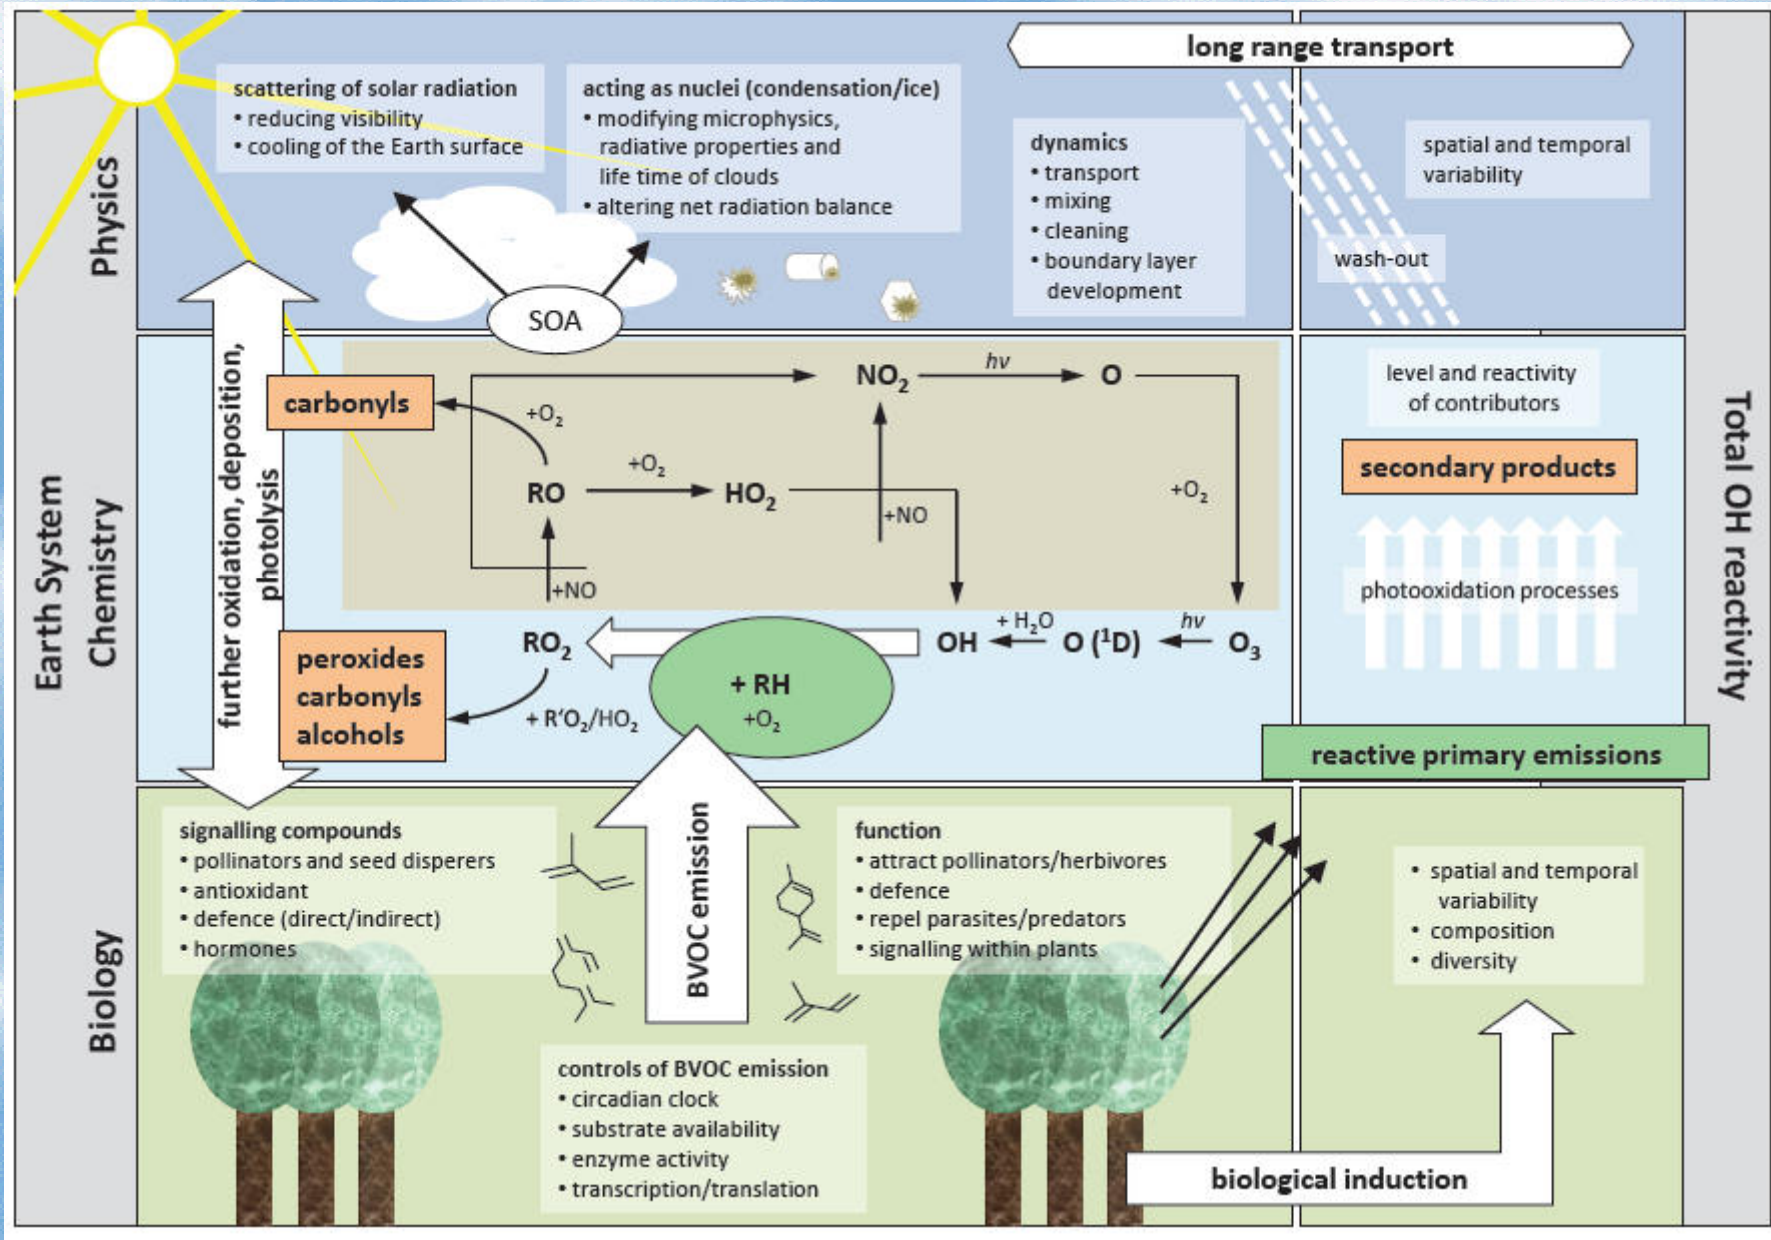 long range transport
scattering of solar radiation
• reducing visibility
• cooling of the Earth surface
acting as nuclei (condensation/ice)
• modifying microphysics,
radiative properties and
life time of clouds
• altering net radiation balance
dynamics
• transport
• mixing
• cleaning
• boundary layer
development
spatial and temporal
variability
wash-out
Physics
SOA
Earth System
Chemistry
further oxidation, deposition,
photolysis
carbonyls
+O₂
NO₂
hν
O
RO
+O₂
HO₂
+NO
+O₂
+NO
RO₂
OH
+ H₂O
O (¹D)
hν
O₃
peroxides
carbonyls
alcohols
+ R'O₂/HO₂
+ RH
+O₂
level and reactivity
of contributors
secondary products
photooxidation processes
reactive primary emissions
Total OH reactivity
Biology
signalling compounds
• pollinators and seed disperers
• antioxidant
• defence (direct/indirect)
• hormones
BVOC emission
function
• attract pollinators/herbivores
• defence
• repel parasites/predators
• signalling within plants
• spatial and temporal
variability
• composition
• diversity
controls of BVOC emission
• circadian clock
• substrate availability
• enzyme activity
• transcription/translation
biological induction